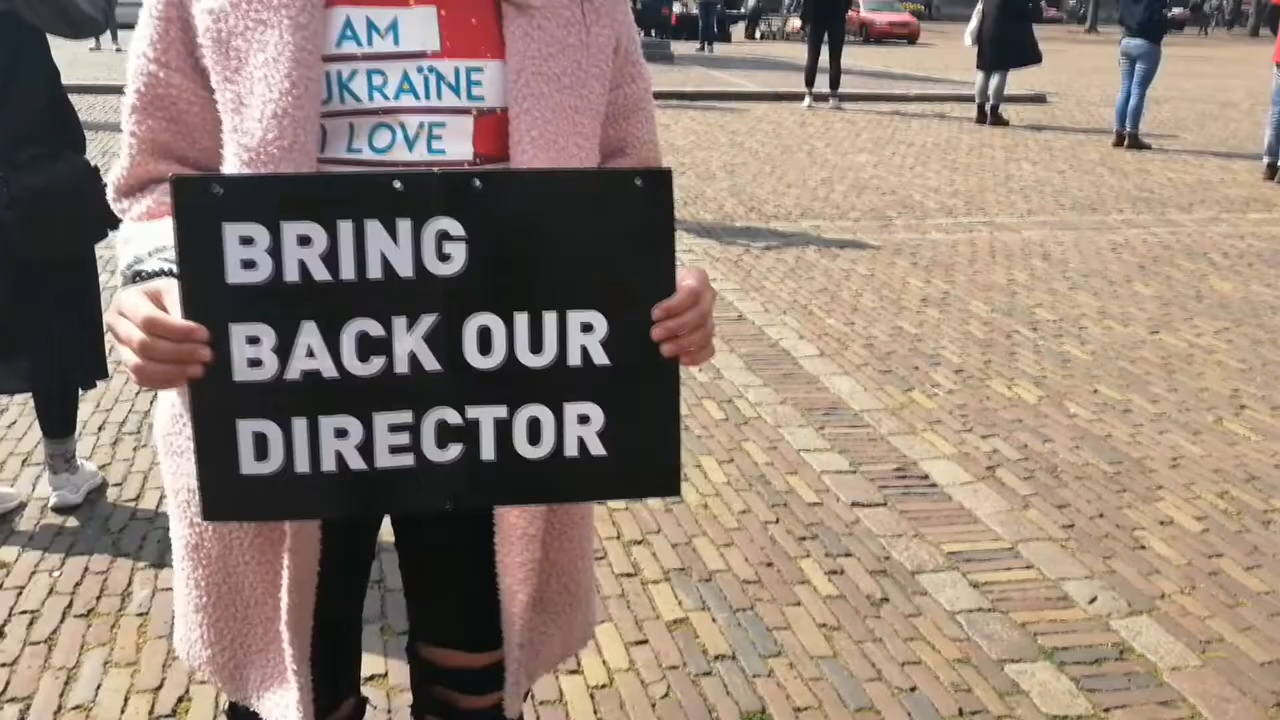 AM
UKRAÏNE
I LOVE
BRING
BACK OUR
DIRECTOR